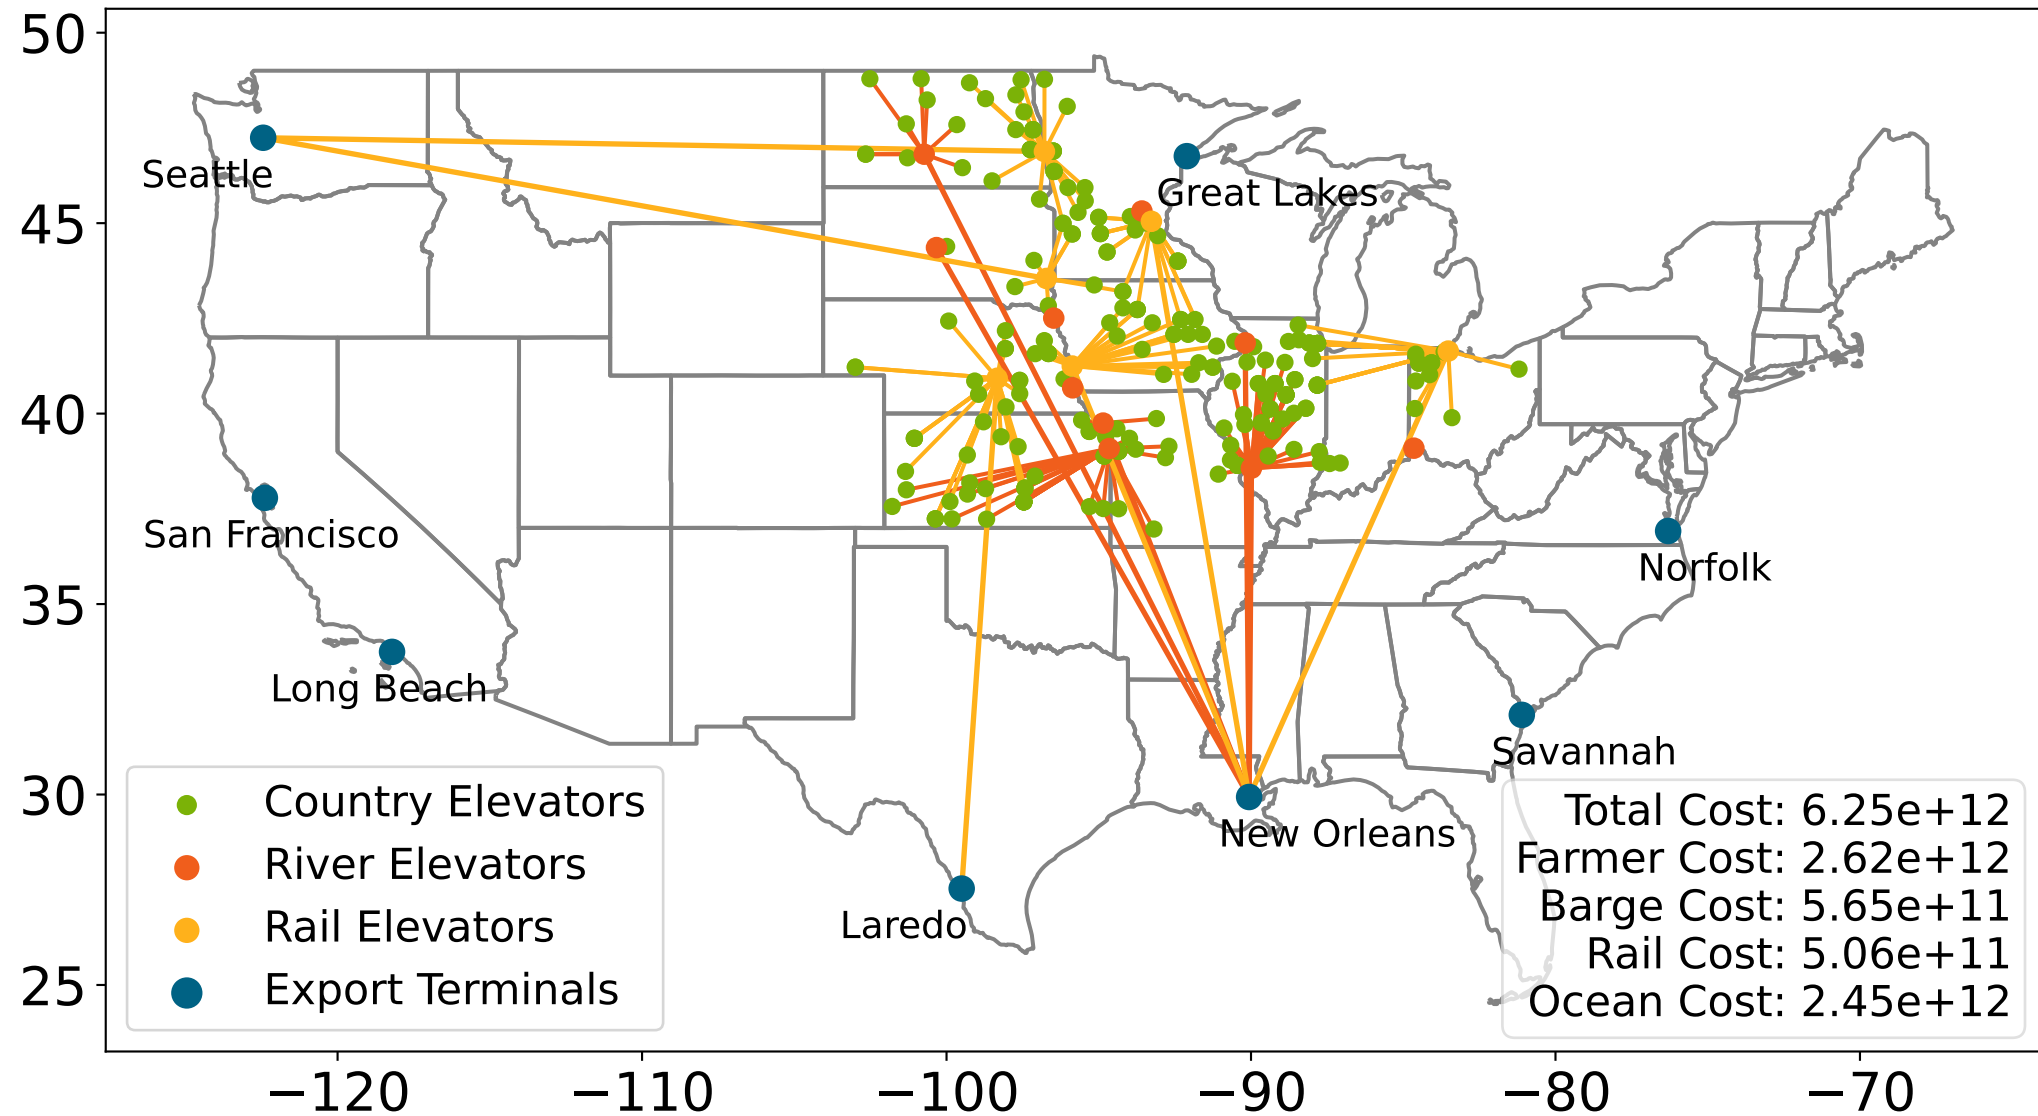 50
45
40
35
30
25
−120
−110
−100
−90
−80
−70
Seattle
Great Lakes
San Francisco
Norfolk
Long Beach
Savannah
New Orleans
Laredo
Country Elevators
River Elevators
Rail Elevators
Export Terminals
Total Cost: 6.25e+12
Farmer Cost: 2.62e+12
Barge Cost: 5.65e+11
Rail Cost: 5.06e+11
Ocean Cost: 2.45e+12